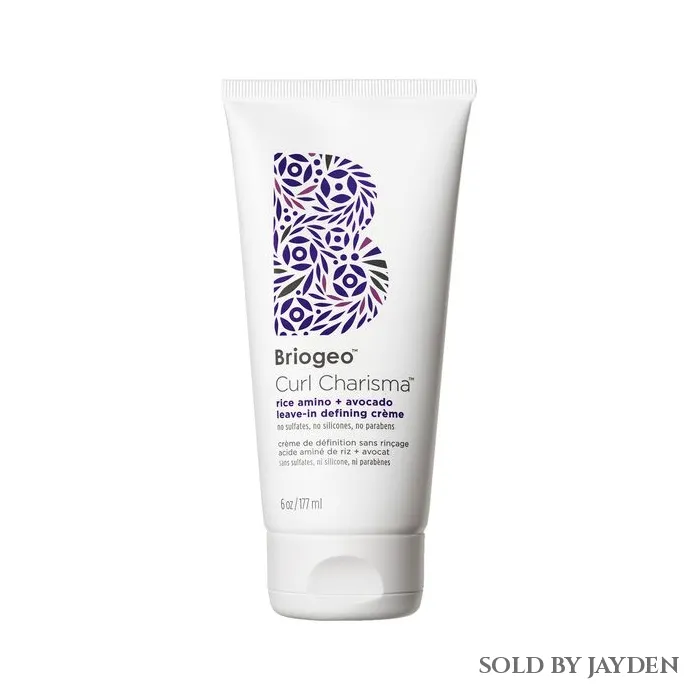 Briogeo™
Curl Charisma™
rice amino + avocado
leave-in defining crème
no sulfates, no silicones, no parabens
crème de définition sans rinçage
acide aminé de riz + avocat
sans sulfates, ni silicone, ni parabènes
6 oz/177 ml
SOLD BY JAYDEN